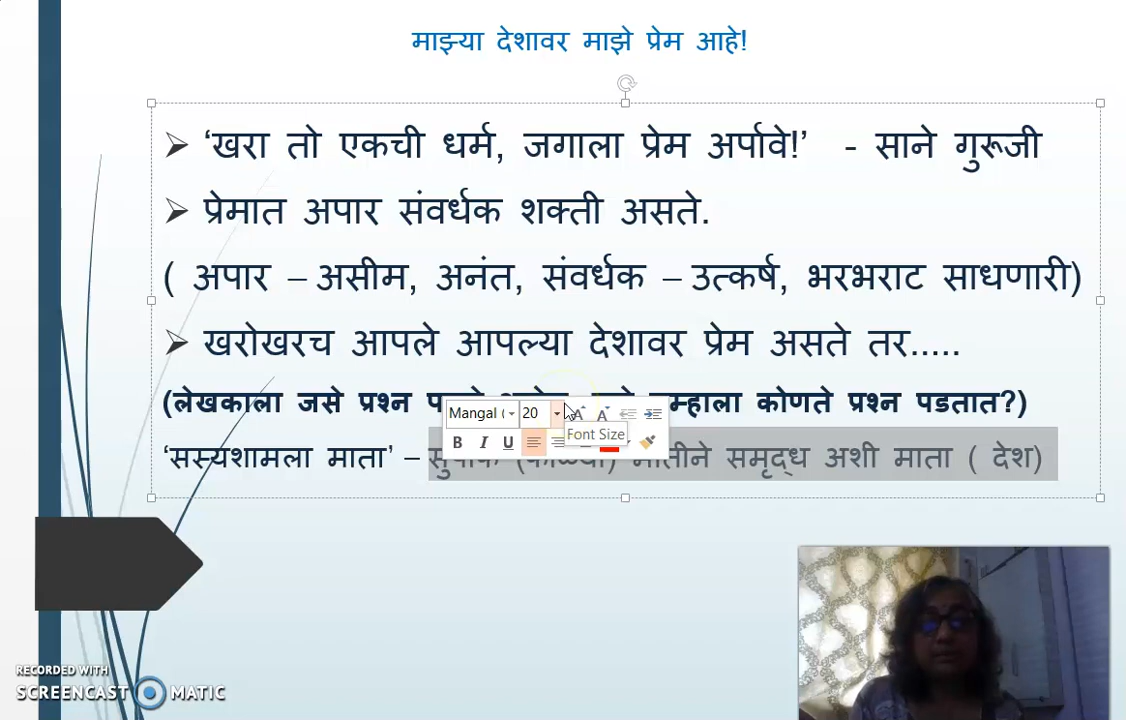 माझ्या देशावर माझे प्रेम आहे!
➢ ‘खरा तो एकची धर्म, जगाला प्रेम अर्पावे!’ - साने गुरूजी
➢ प्रेमात अपार संवर्धक शक्ती असते.
( अपार – असीम, अनंत, संवर्धक – उत्कर्ष, भरभराट साधणारी)
➢ खरोखरच आपले आपल्या देशावर प्रेम असते तर.....
(लेखकाला जसे प्रश्न कोणते प्रश्न पडतात?)
Mangal ( 20
Font Size
B I U
‘सस्यशामला माता’ – मातीने समृद्ध अशी माता ( देश)
RECORDED WITH
SCREENCAST MATIC